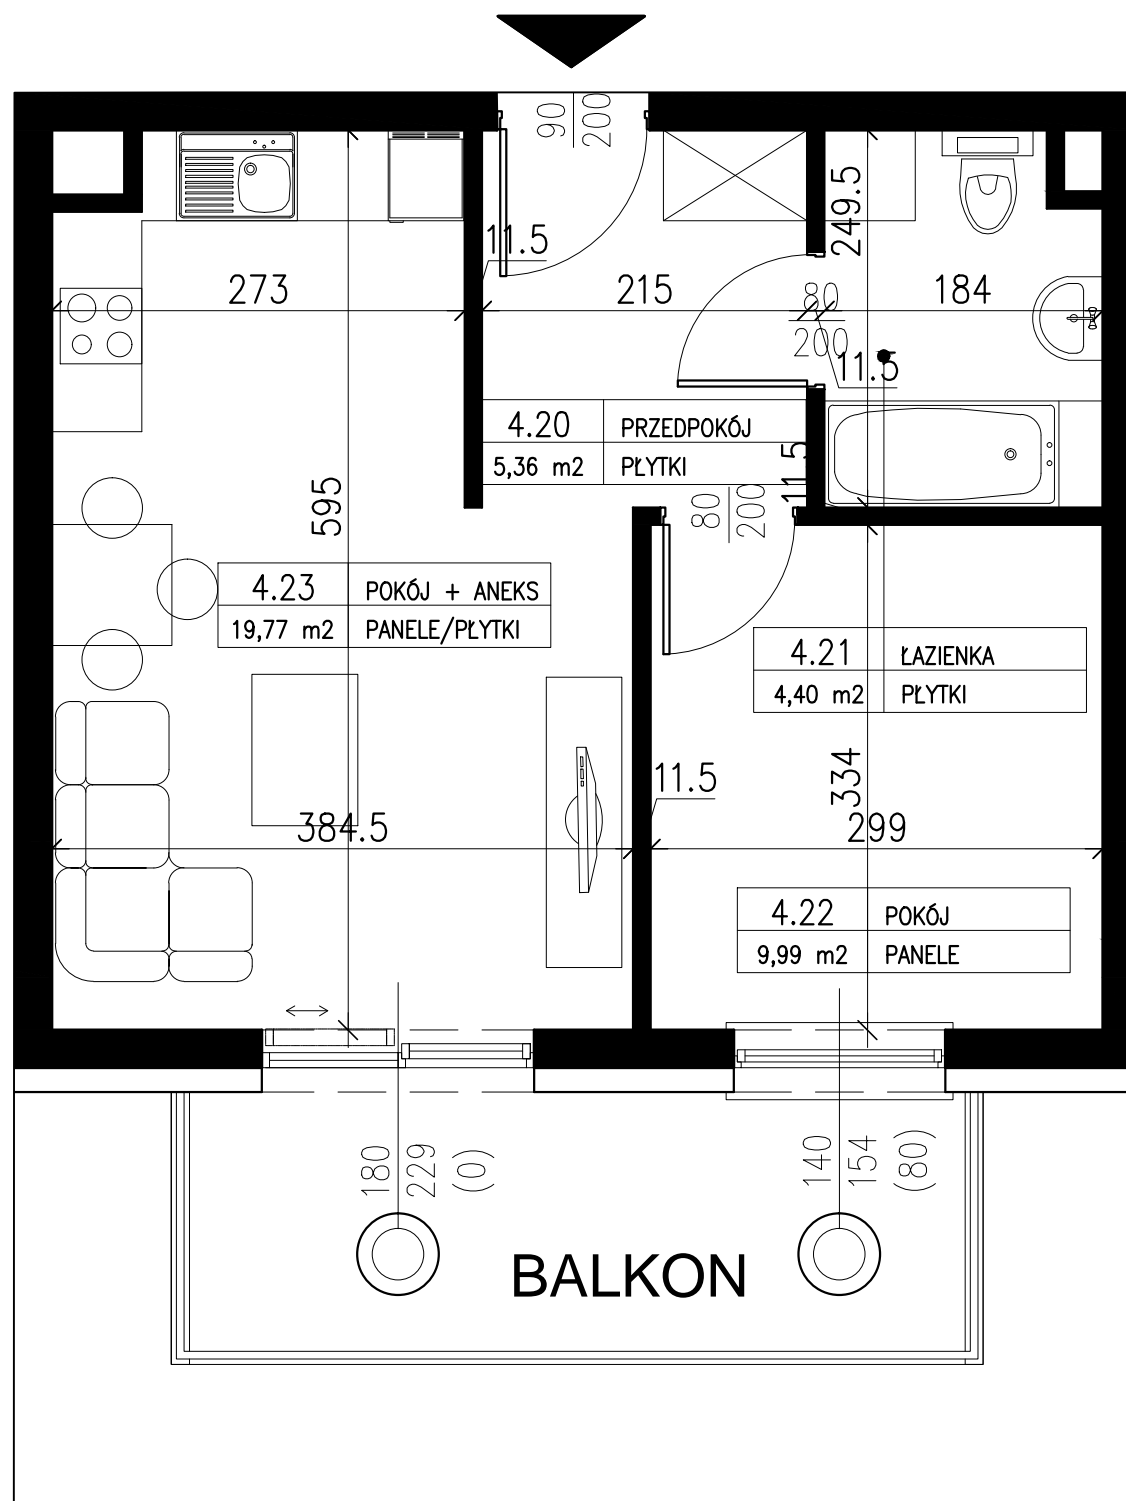 90
200
11.5
249.5
273
215
80
200
184
11.5
4.20 PRZEDPOKÓJ
5,36 m2 PŁYTKI
11.5
595
80
200
4.23 POKÓJ + ANEKS
19,77 m2 PANELE/PŁYTKI
4.21 ŁAZIENKA
4,40 m2 PŁYTKI
11.5
334
384.5
299
4.22 POKÓJ
9,99 m2 PANELE
180
229
(0)
140
154
(80)
BALKON